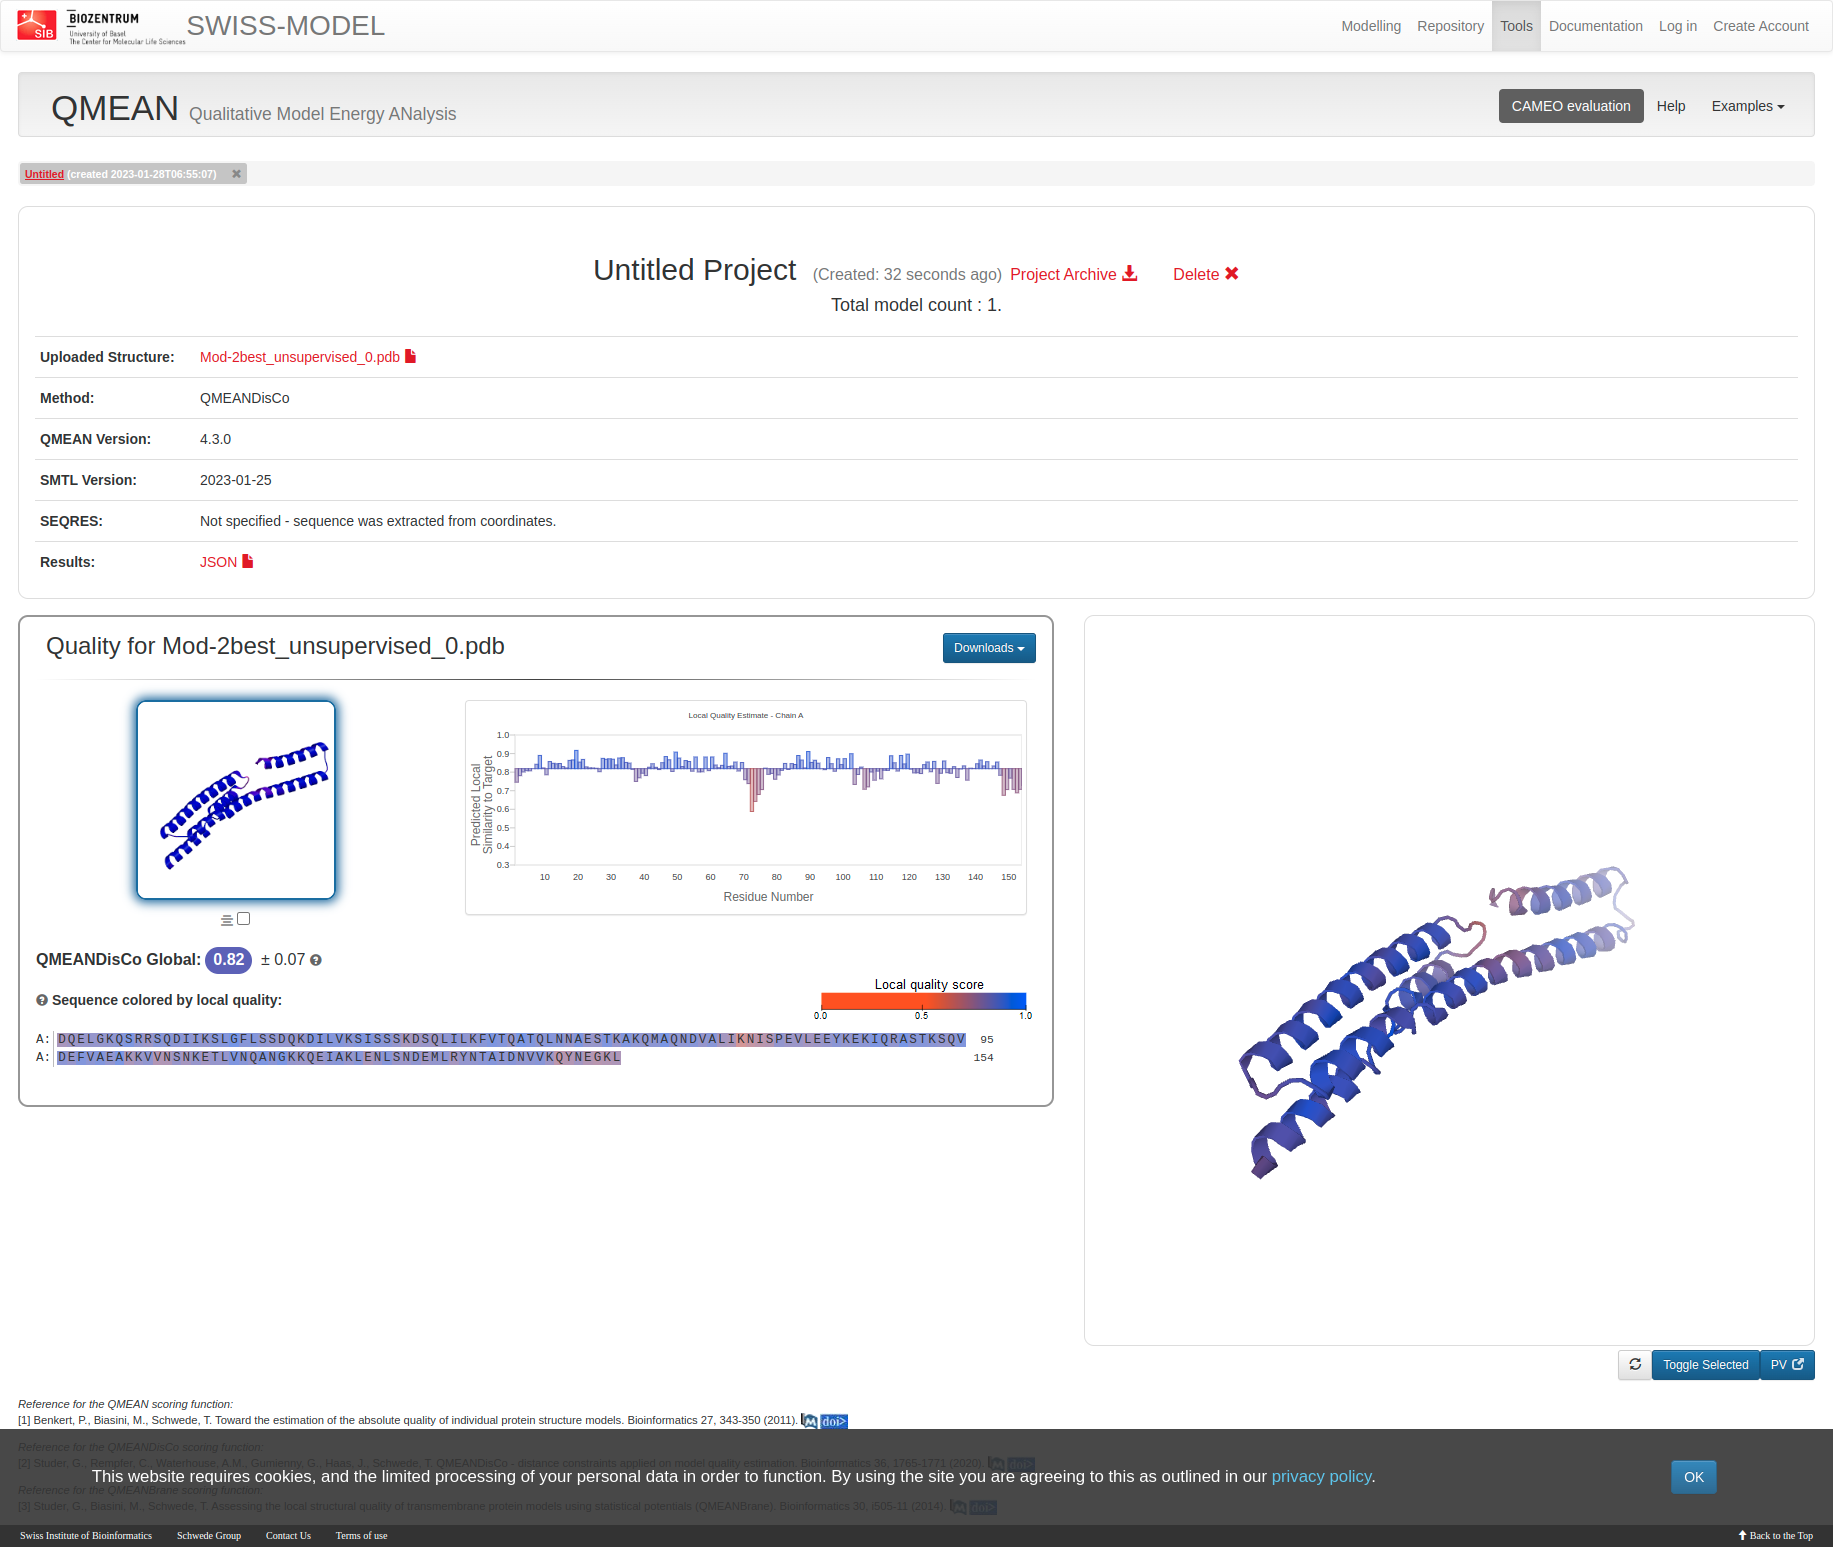 SIB
BIOZENTRUM
University of Basel
The Center for Molecular Life Sciences
SWISS-MODEL
Modelling Repository Tools Documentation Log in Create Account
QMEAN Qualitative Model Energy ANalysis
CAMEO evaluation Help Examples
Untitled (created 2023-01-28T06:55:07)
Untitled Project (Created: 32 seconds ago) Project Archive Delete
Total model count : 1.
Uploaded Structure: Mod-2best_unsupervised_0.pdb
Method: QMEANDisCo
QMEAN Version: 4.3.0
SMTL Version: 2023-01-25
SEQRES: Not specified - sequence was extracted from coordinates.
Results: JSON
Quality for Mod-2best_unsupervised_0.pdb
Downloads
Local Quality Estimate - Chain A
1.0
0.9
0.8
0.7
0.6
0.5
0.4
0.3
Predicted Local
Similarity to Target
10 20 30 40 50 60 70 80 90 100 110 120 130 140 150
Residue Number
QMEANDisCo Global: 0.82 ± 0.07
Sequence colored by local quality:
Local quality score
0.0 0.5 1.0
A: DQELGKQSRRSQDIIKSLGFLSSDQKDILVKSISSSKDSQLILKFVTQATQLNNAESTKAKQMAQNDVALIKNISPEVLEEYKEKIQRASTKSQV 95
A: DEFVAEAKKVVNSNKETLVNQANGKKQEIAKLENLSNDEMLRYNTAIDNVVKQYNEGKL 154
Toggle Selected PV
Reference for the QMEAN scoring function:
[1] Benkert, P., Biasini, M., Schwede, T. Toward the estimation of the absolute quality of individual protein structure models. Bioinformatics 27, 343-350 (2011). doi>
Reference for the QMEANDisCo scoring function:
[2] Studer, G., Rempfer, C., Waterhouse, A.M., Gumienny, G., Haas, J., Schwede, T. QMEANDisCo - distance constraints applied on model quality estimation. Bioinformatics 36, 1765-1771 (2020). doi>
This website requires cookies, and the limited processing of your personal data in order to function. By using the site you are agreeing to this as outlined in our privacy policy.
OK
Reference for the QMEANBrane scoring function:
[3] Studer, G., Biasini, M., Schwede, T. Assessing the local structural quality of transmembrane protein models using statistical potentials (QMEANBrane). Bioinformatics 30, i505-11 (2014). doi>
Swiss Institute of Bioinformatics Schwede Group Contact Us Terms of use Back to the Top